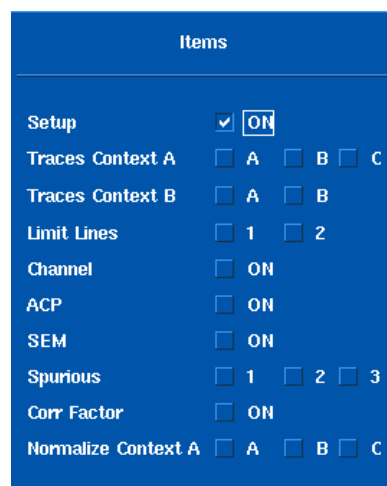 Items
Setup ON
Traces Context A A B C
Traces Context B A B
Limit Lines 1 2
Channel ON
ACP ON
SEM ON
Spurious 1 2 3
Corr Factor ON
Normalize Context A A B C